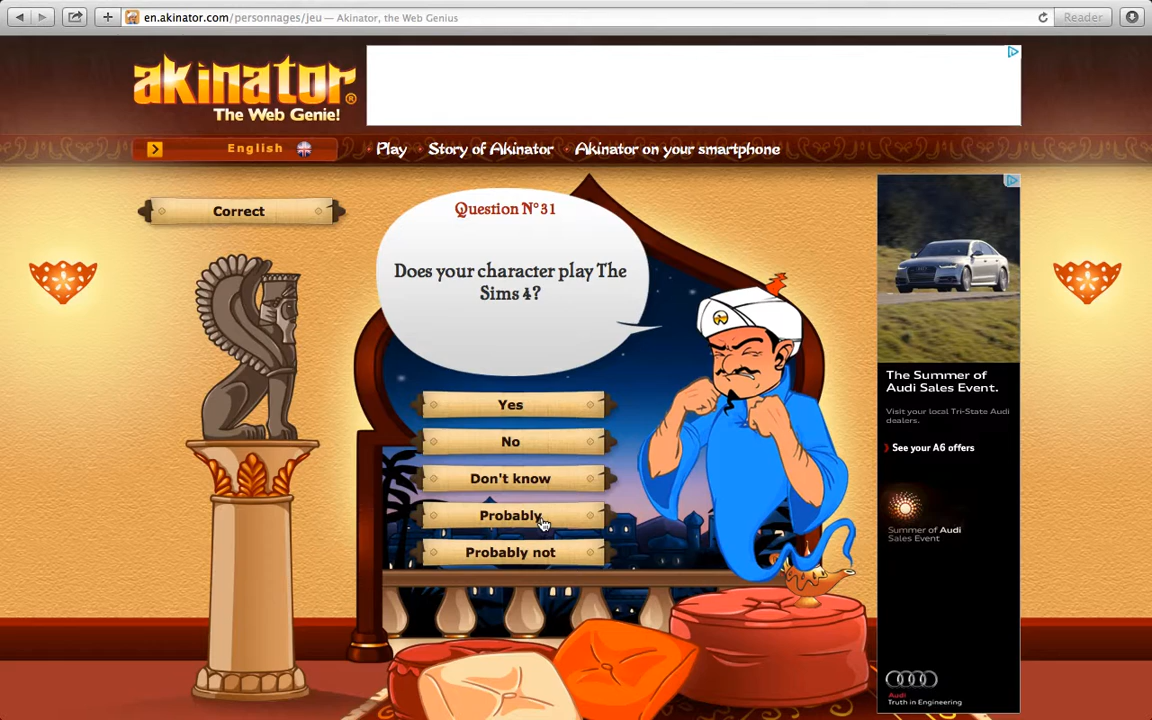 en.akinator.com/personnages/jeu — Akinator, the Web Genius
Reader
akinator®
The Web Genie!
English
Play
Story of Akinator
Akinator on your smartphone
Correct
Question N°31
Does your character play The
Sims 4?
Yes
No
Don't know
Probably
Probably not
The Summer of
Audi Sales Event.
Visit your local Tri-State Audi
dealers.
See your A6 offers
Summer of Audi
Sales Event
Audi
Truth in Engineering